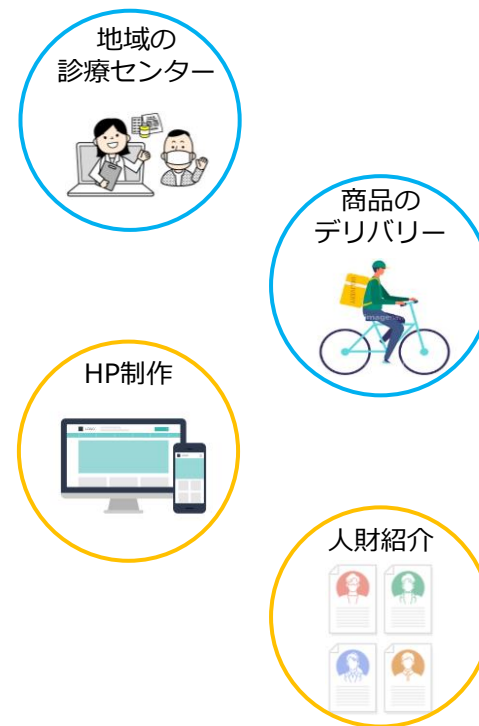 地域の
診療センター
商品の
デリバリー
HP制作
人財紹介